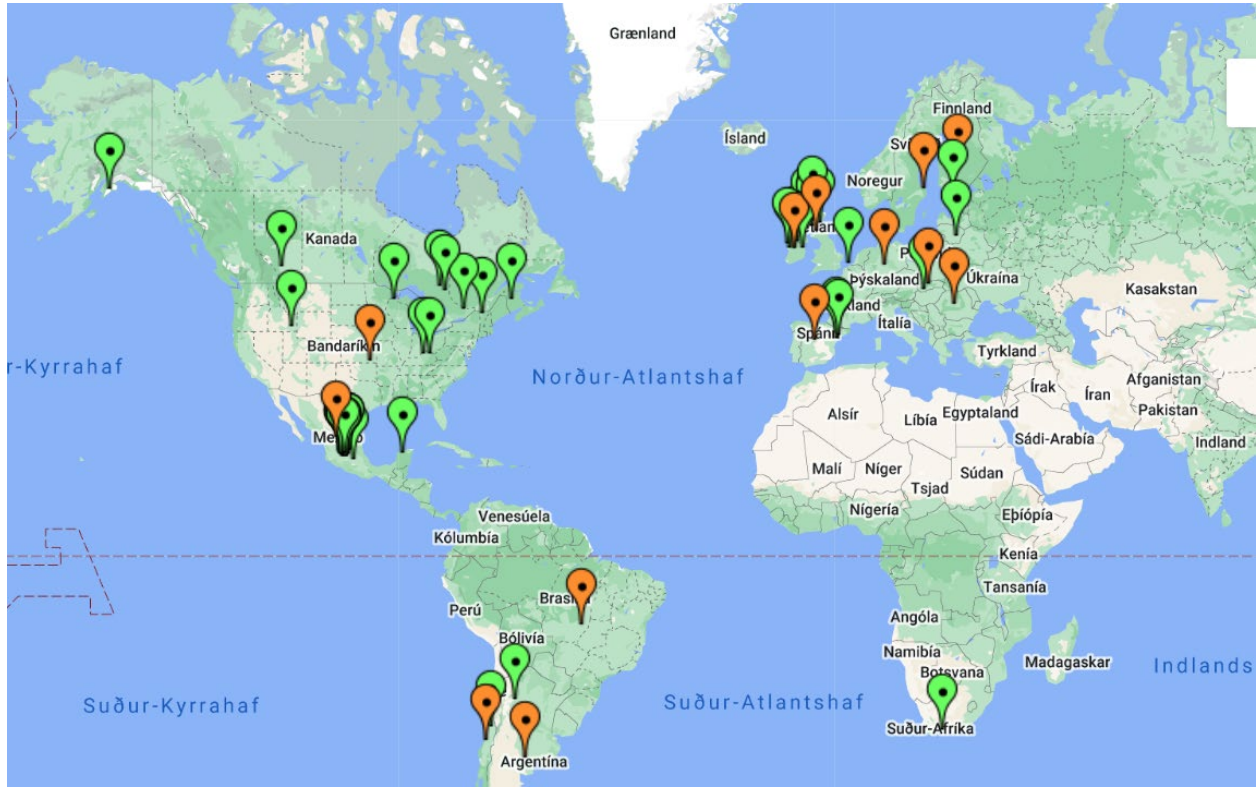 Grænland
Finnland
Ísland
Noregur
Kanada
Þýskaland
Úkraína
Kasakstan
Bandaríkin
Ítalía
Tyrkland
r-Kyrrahaf
Norður-Atlantshaf
Írak
Íran
Afganistan
Pakistan
Alsír
Líbía
Egyptaland
Sádi-Arabía
Indland
Malí
Níger
Súdan
Tsjad
Nígería
Eþíópía
Venesúela
Kólumbía
Kenía
Tansanía
Perú
Angóla
Bólivía
Namibía
Botsvana
Madagaskar
Indlands
Suður-Kyrrahaf
Suður-Atlantshaf
Suður-Afríka
Argentína